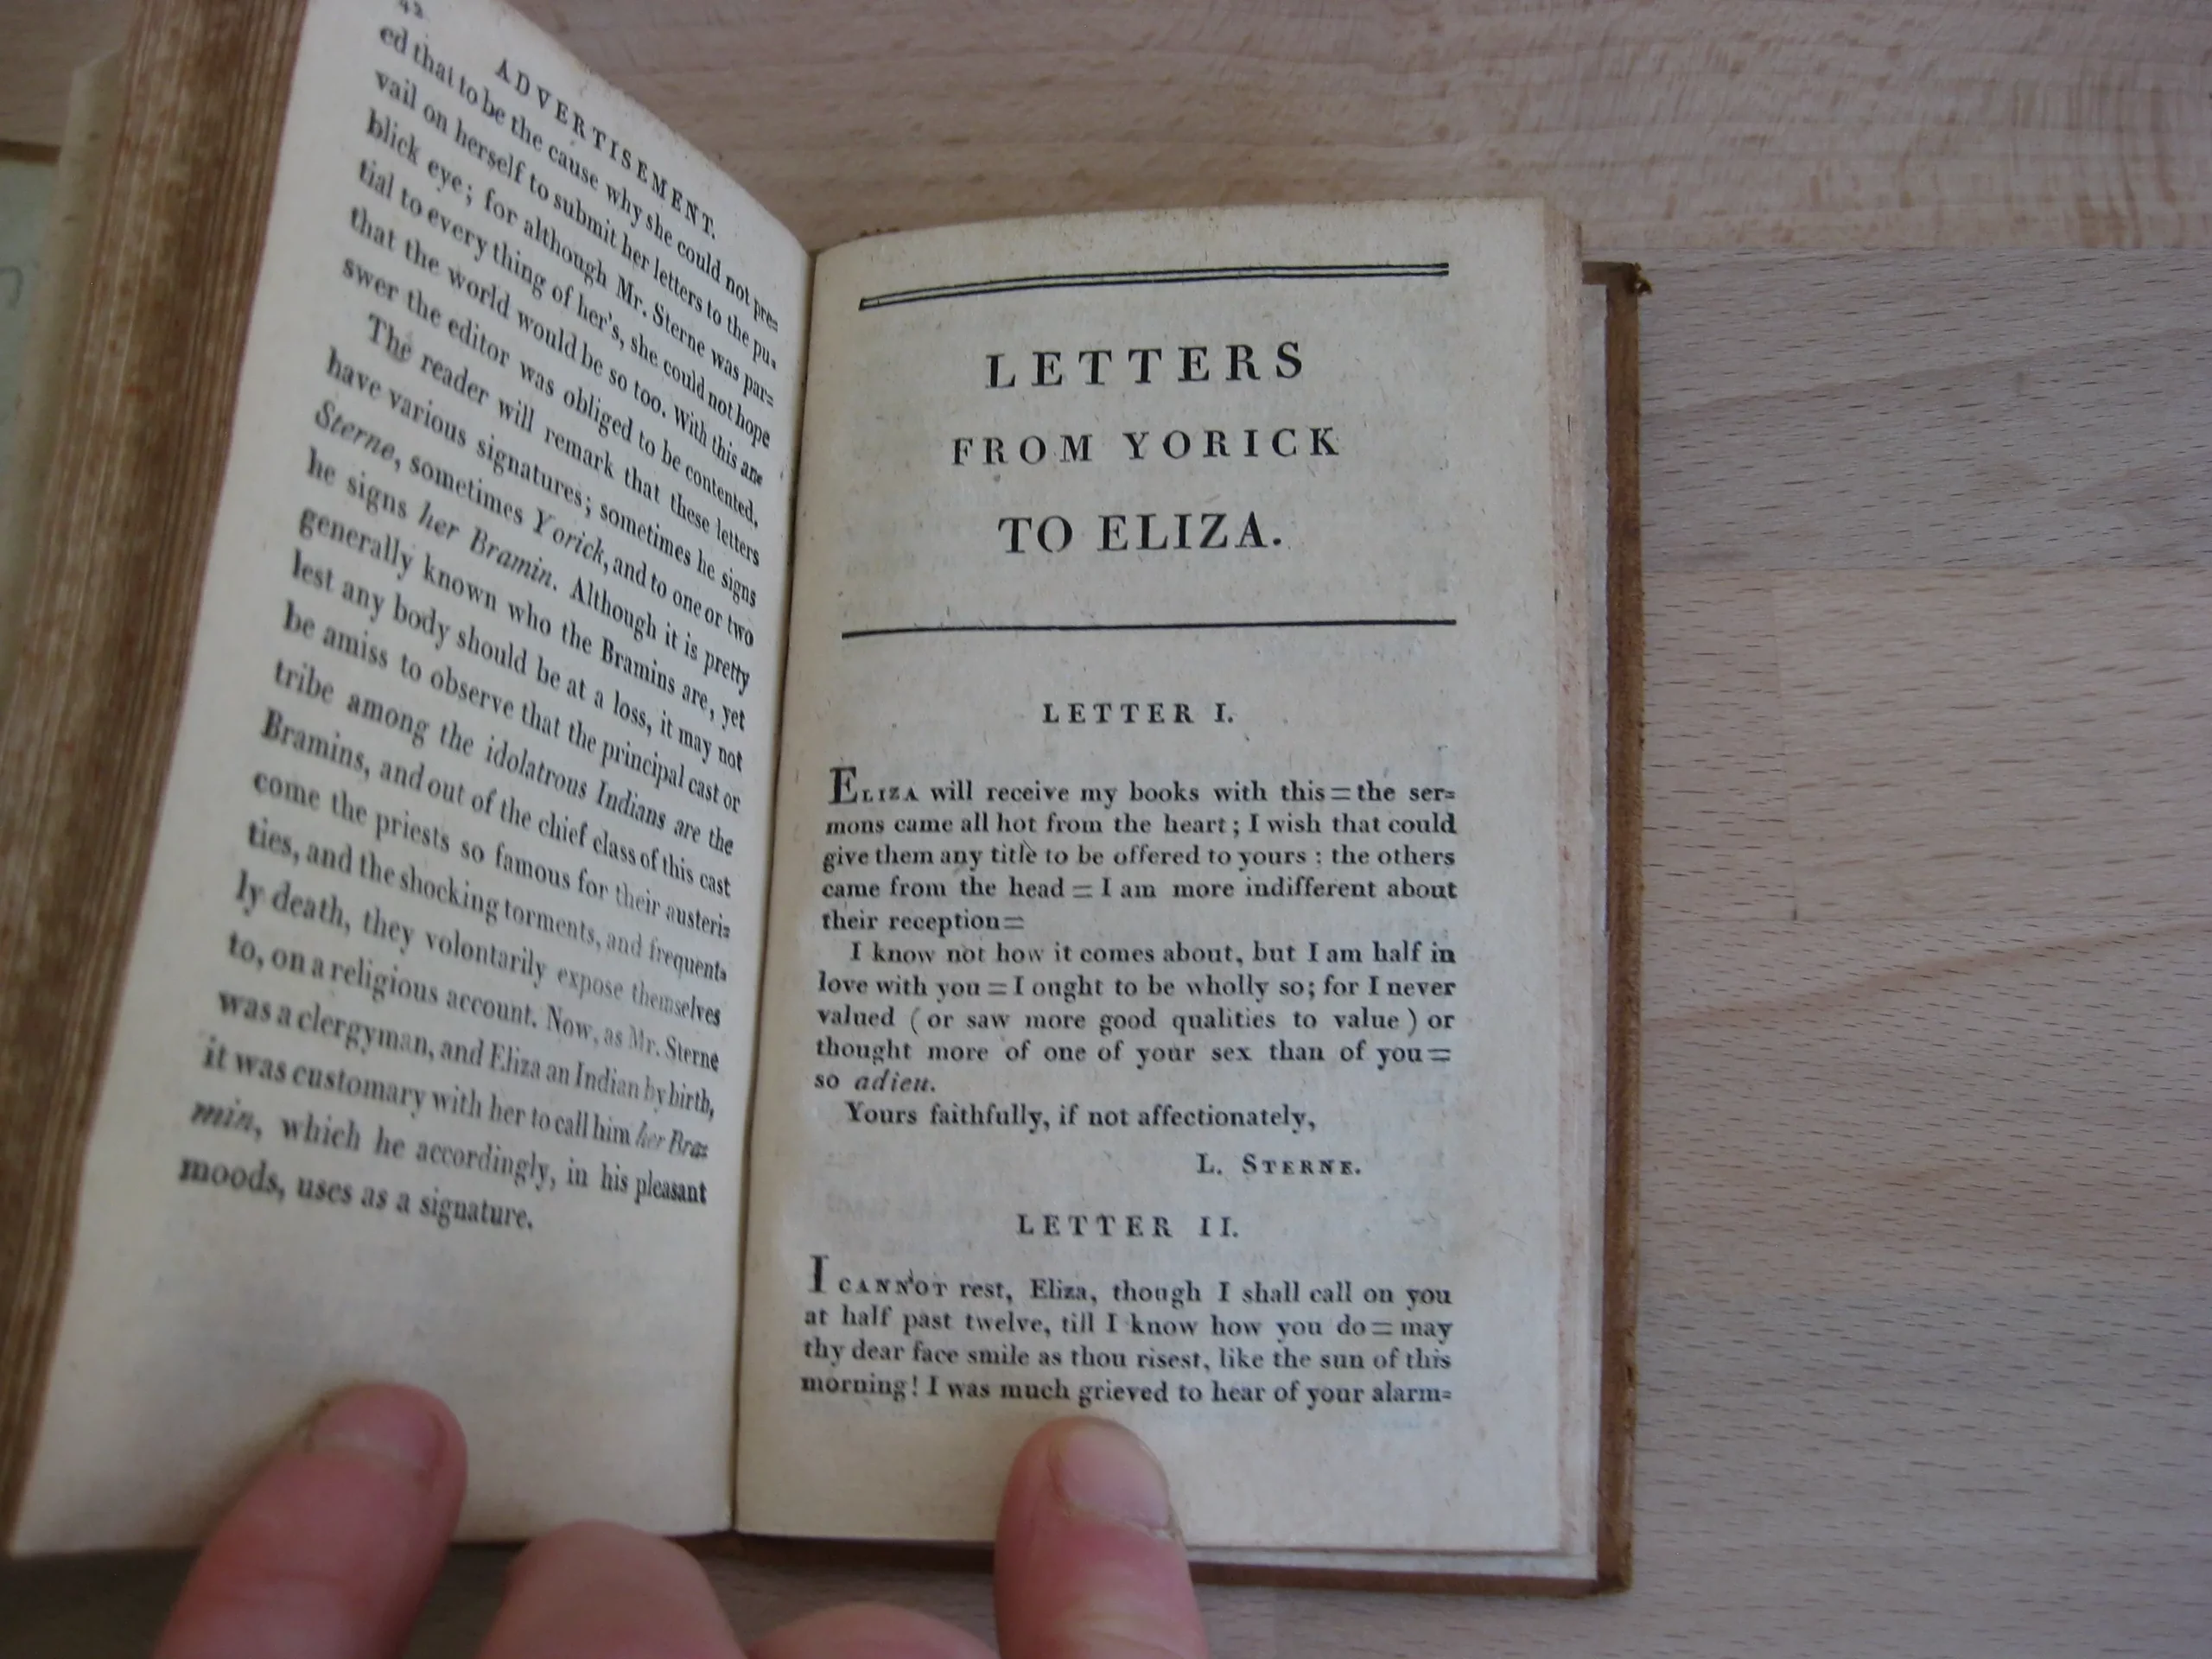 42
ADVERTISEMENT.
ed that to be the cause why she could not pre=
vail on herself to submit her letters to the pu=
blick eye; for although Mr. Sterne was par=
tial to every thing of her's, she could not hope
that the world would be so too. With this an=
swer the editor was obliged to be contented.
The reader will remark that these letters
have various signatures; sometimes he signs
Sterne, sometimes Yorick, and to one or two
he signs her Bramin. Although it is pretty
generally known who the Bramins are, yet
lest any body should be at a loss, it may not
be amiss to observe that the principal cast or
tribe among the idolatrous Indians are the
Bramins, and out of the chief class of this cast
come the priests so famous for their austeri=
ties, and the shocking torments, and frequent=
ly death, they volontarily expose themselves
to, on a religious account. Now, as Mr. Sterne
was a clergyman, and Eliza an Indian by birth,
it was customary with her to call him her Bra=
min, which he accordingly, in his pleasant
moods, uses as a signature.
LETTERS
FROM YORICK
TO ELIZA.
LETTER I.
ELIZA will receive my books with this = the ser=
mons came all hot from the heart; I wish that could
give them any title to be offered to yours : the others
came from the head = I am more indifferent about
their reception =
I know not how it comes about, but I am half in
love with you = I ought to be wholly so; for I never
valued ( or saw more good qualities to value ) or
thought more of one of your sex than of you =
so adieu.
Yours faithfully, if not affectionately,
L. STERNE.
LETTER II.
I CANNOT rest, Eliza, though I shall call on you
at half past twelve, till I know how you do = may
thy dear face smile as thou risest, like the sun of this
morning! I was much grieved to hear of your alarm=